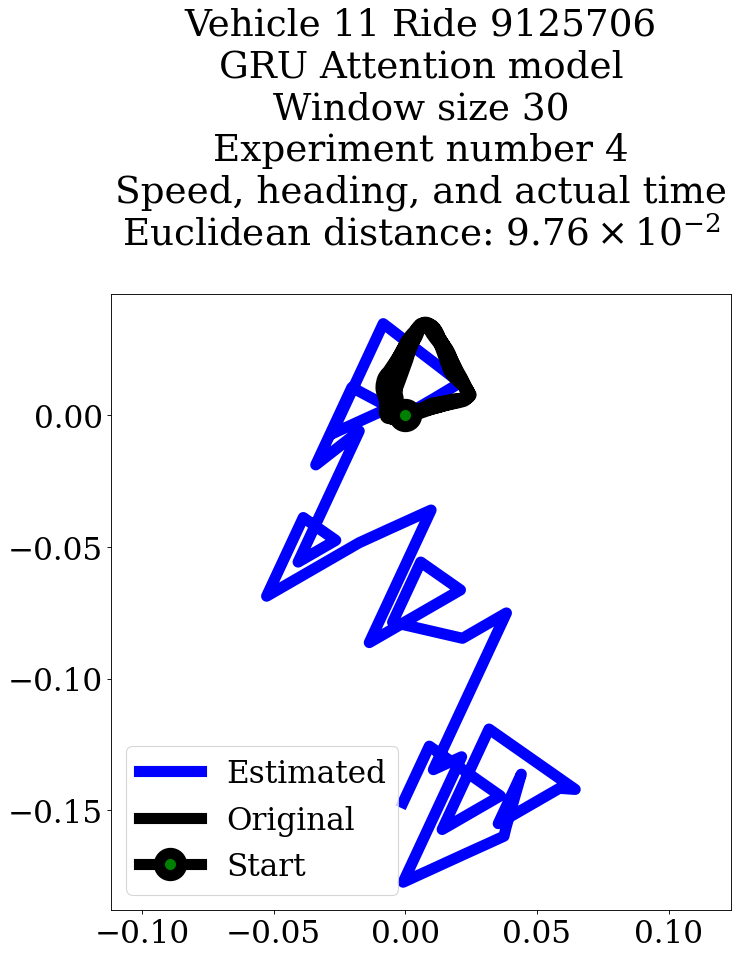 Vehicle 11 Ride 9125706
GRU Attention model
Window size 30
Experiment number 4
Speed, heading, and actual time
Euclidean distance: 9.76 × 10⁻²
0.00
−0.05
−0.10
−0.15
Estimated
Original
Start
−0.10 −0.05 0.00 0.05 0.10